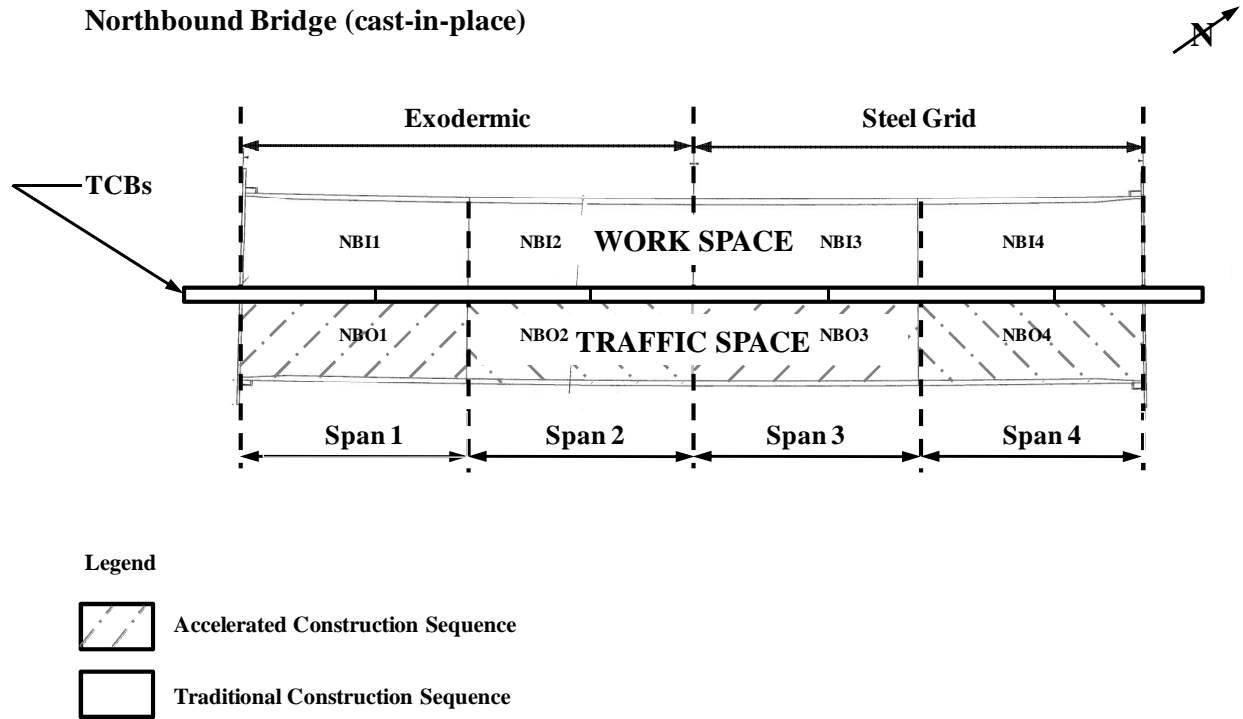 Northbound Bridge (cast-in-place)
N
Exodermic
Steel Grid
TCBs
NBI1
NBI2
WORK SPACE
NBI3
NBI4
NBO1
NBO2
TRAFFIC SPACE
NBO3
NBO4
Span 1
Span 2
Span 3
Span 4
Legend
Accelerated Construction Sequence
Traditional Construction Sequence